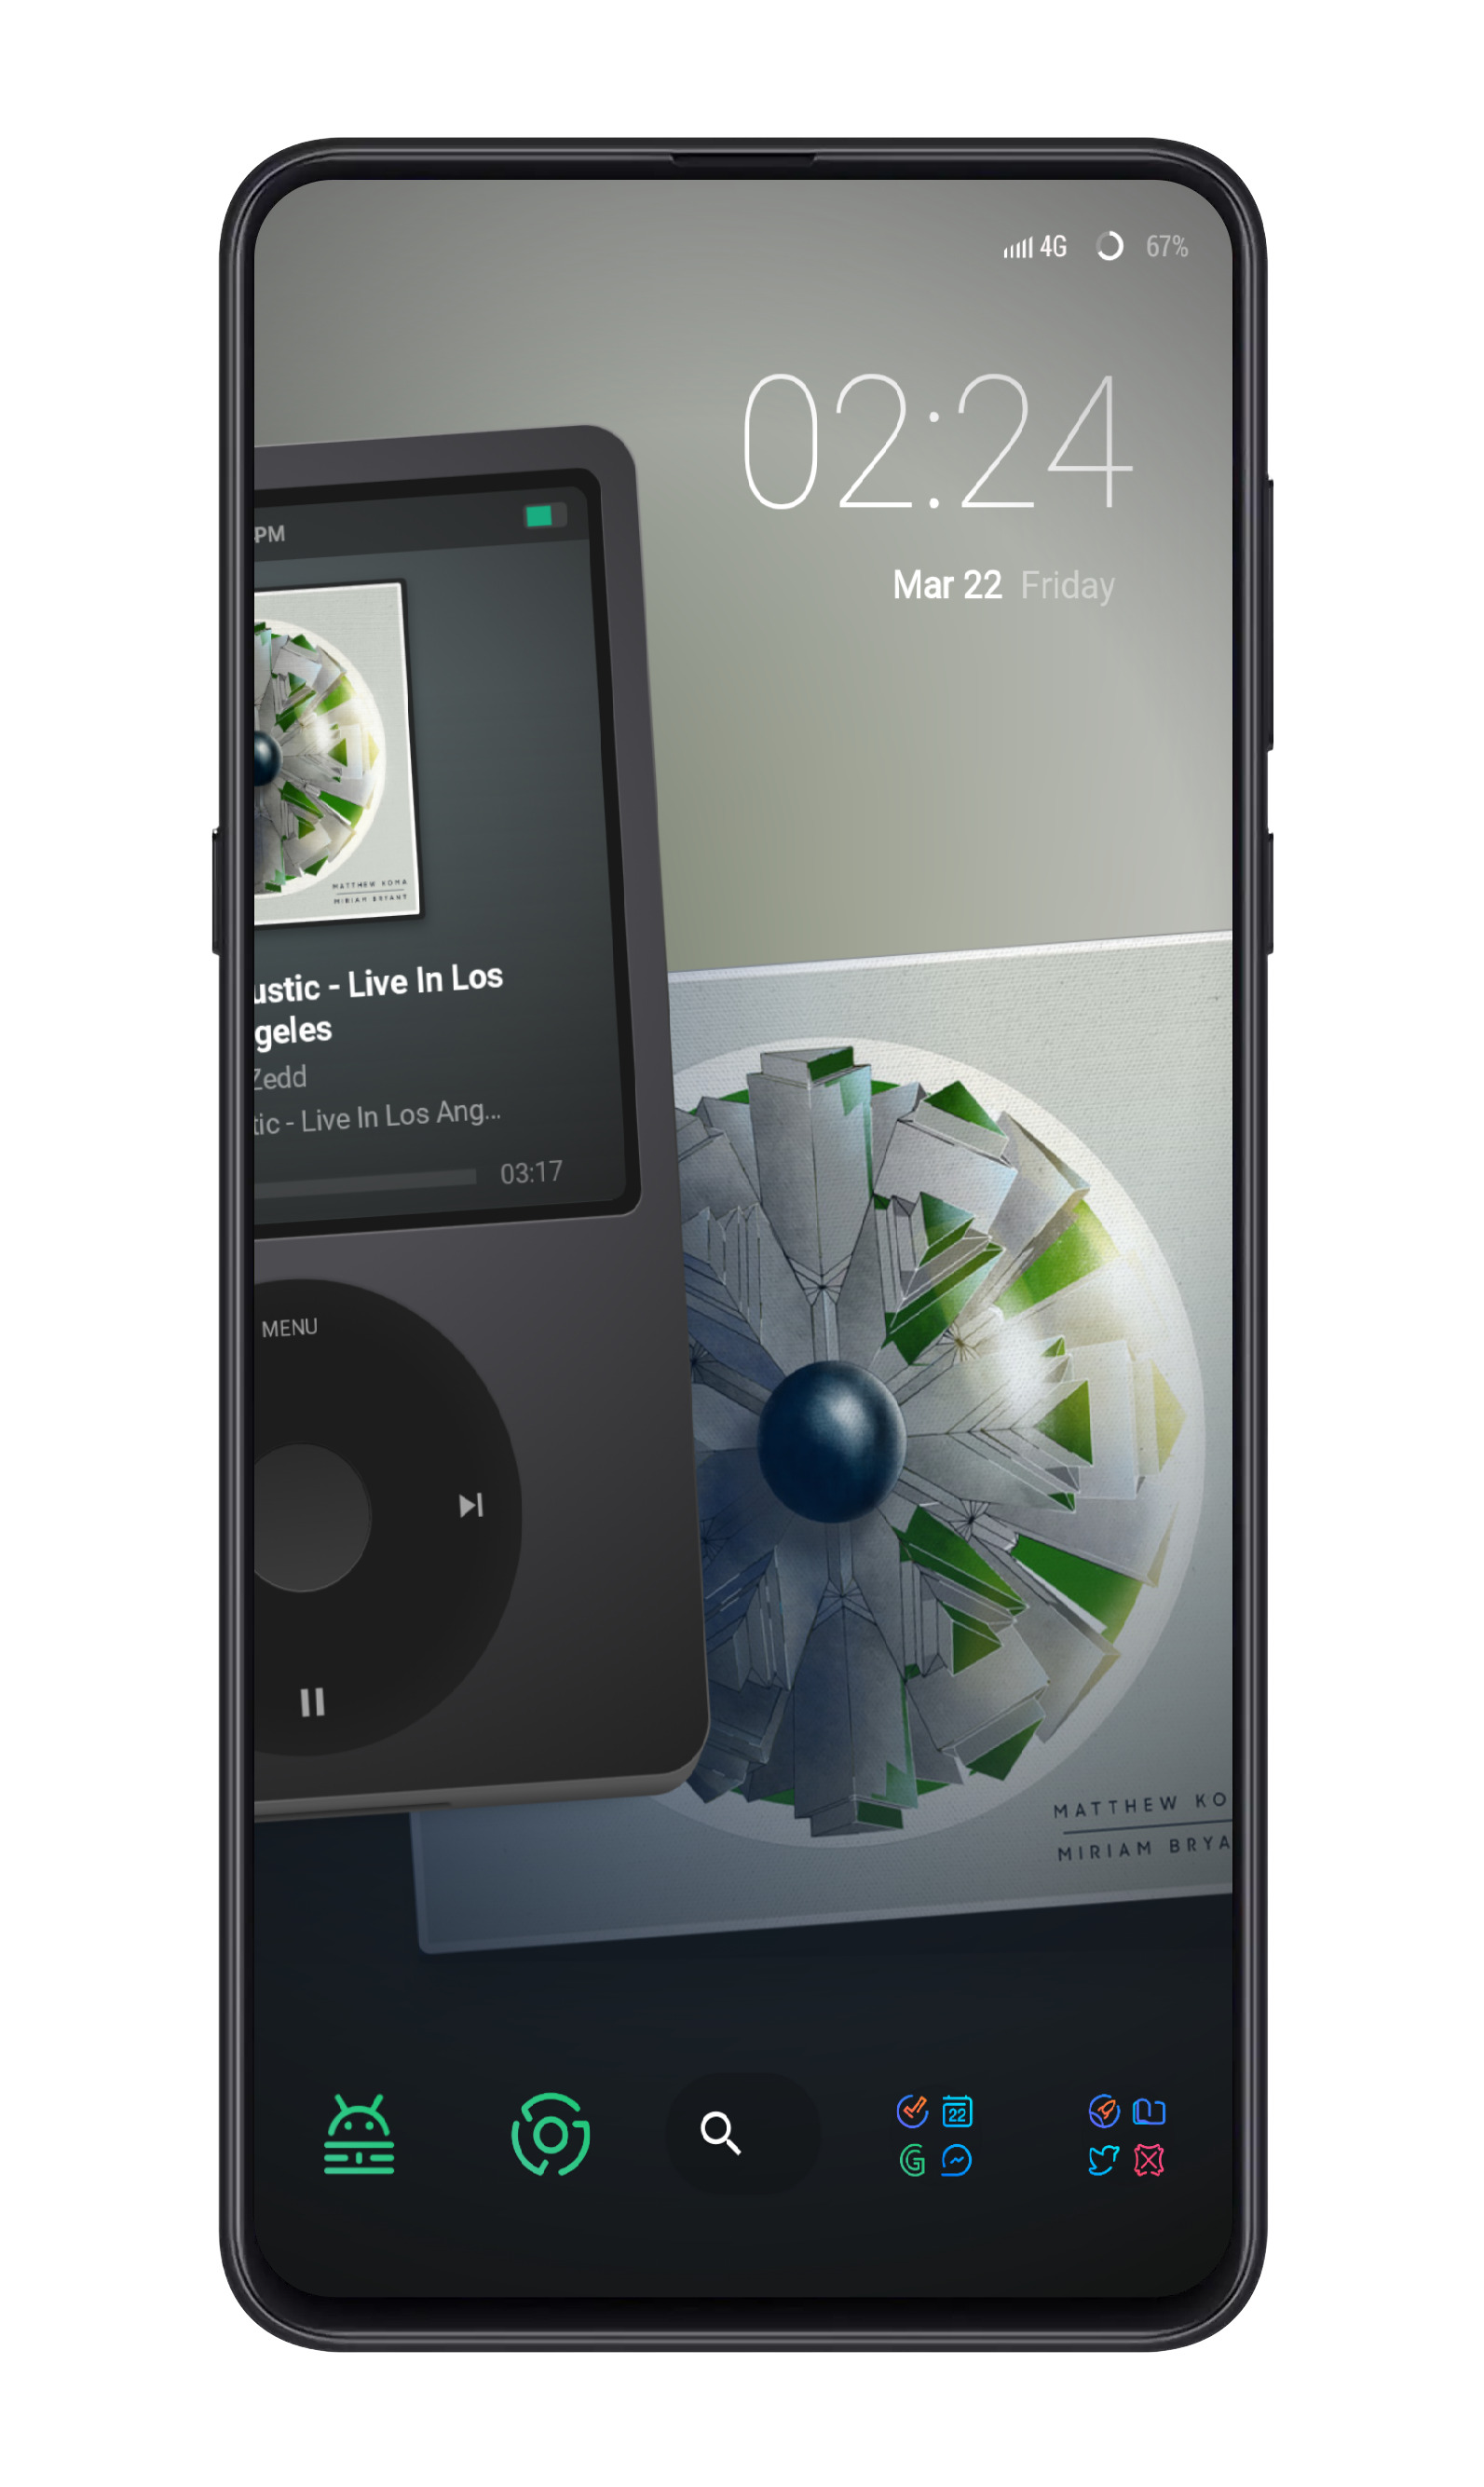 4G 67%
02:24
Mar 22 Friday
PM
MATTHEW KOMA
MIRIAM BRYANT
ustic - Live In Los
geles
Zedd
tic - Live In Los Ang...
03:17
MENU
MATTHEW KO
MIRIAM BRYA
22